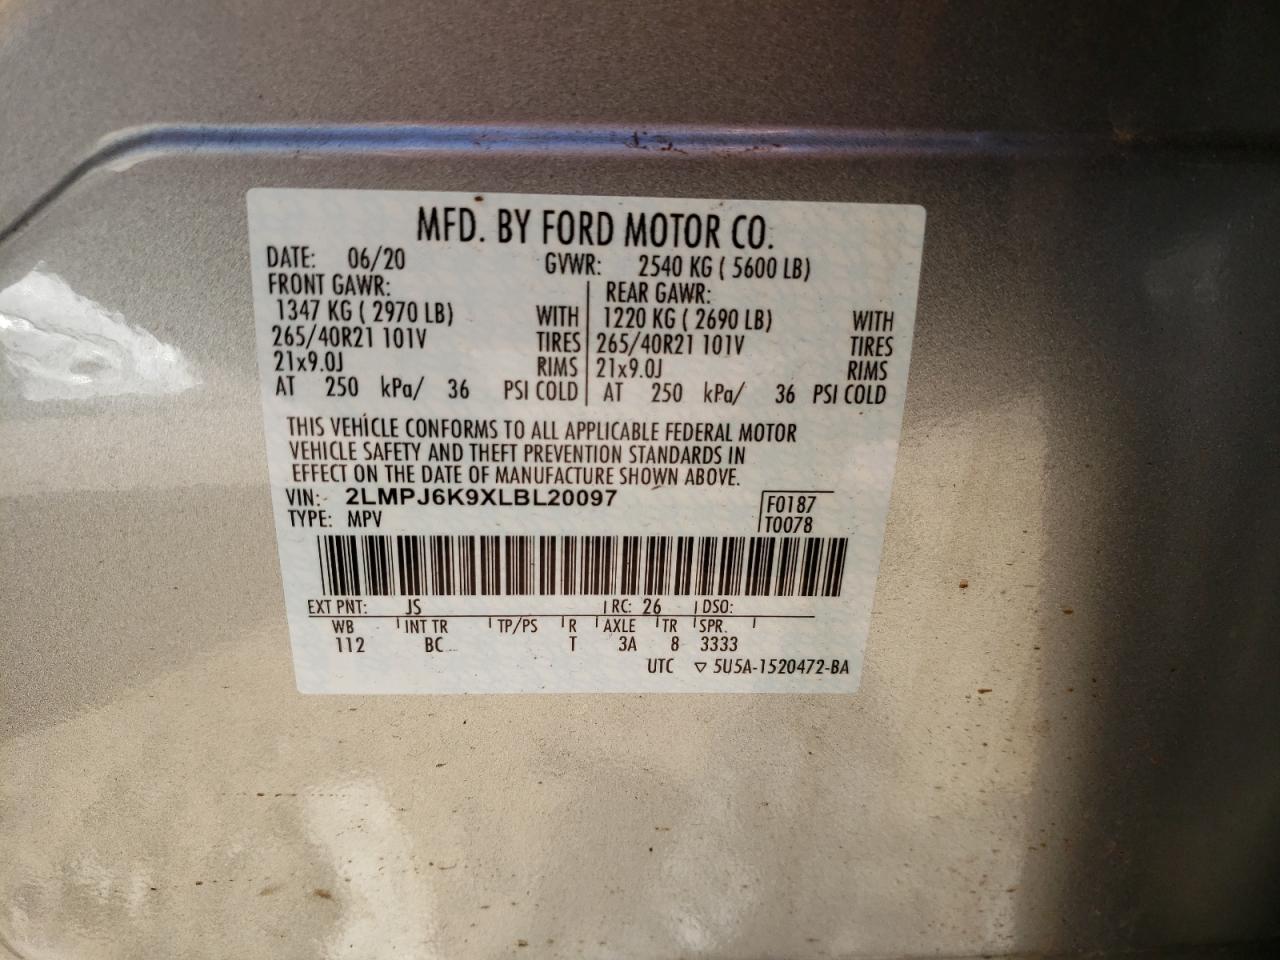 MFD. BY FORD MOTOR CO.
DATE: 06/20 GVWR: 2540 KG ( 5600 LB)
FRONT GAWR: REAR GAWR:
1347 KG ( 2970 LB) WITH 1220 KG ( 2690 LB) WITH
265/40R21 101V TIRES 265/40R21 101V TIRES
21x9.0J RIMS 21x9.0J RIMS
AT 250 kPa/ 36 PSI COLD AT 250 kPa/ 36 PSI COLD
THIS VEHICLE CONFORMS TO ALL APPLICABLE FEDERAL MOTOR
VEHICLE SAFETY AND THEFT PREVENTION STANDARDS IN
EFFECT ON THE DATE OF MANUFACTURE SHOWN ABOVE.
VIN: 2LMPJ6K9XLBL20097 F0187
TYPE: MPV T0078
EXT PNT: JS RC: 26 DSO:
WB INT TR TP/PS R AXLE TR SPR.
112 BC T 3A 8 3333
UTC ▽ 5U5A-1520472-BA